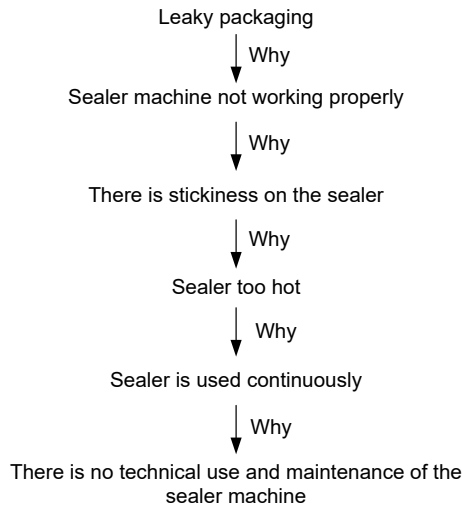 Leaky packaging
Why
Sealer machine not working properly
Why
There is stickiness on the sealer
Why
Sealer too hot
Why
Sealer is used continuously
Why
There is no technical use and maintenance of the
sealer machine